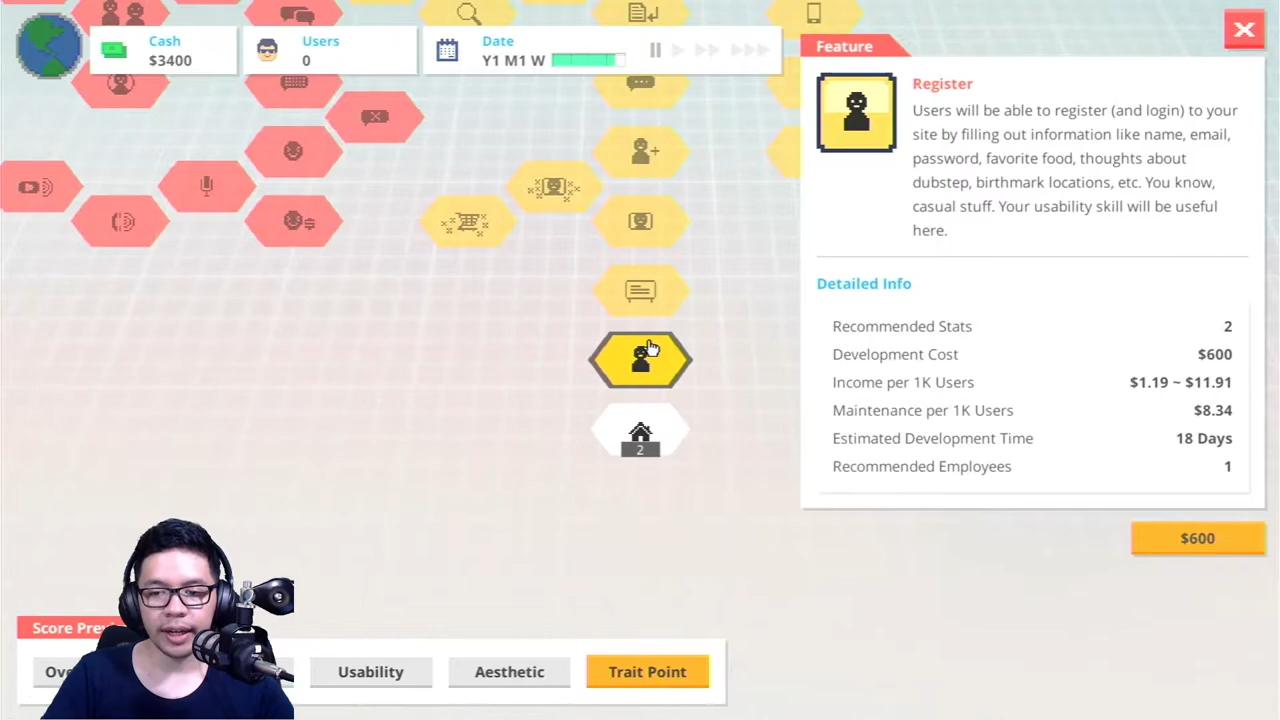 Cash
$3400
Users
0
Date
Y1 M1 W
Feature
Register
Users will be able to register (and login) to your
site by filling out information like name, email,
password, favorite food, thoughts about
dubstep, birthmark locations, etc. You know,
casual stuff. Your usability skill will be useful
here.
Detailed Info
Recommended Stats 2
Development Cost $600
Income per 1K Users $1.19 ~ $11.91
Maintenance per 1K Users $8.34
Estimated Development Time 18 Days
Recommended Employees 1
2
$600
Score
Usability
Aesthetic
Trait Point